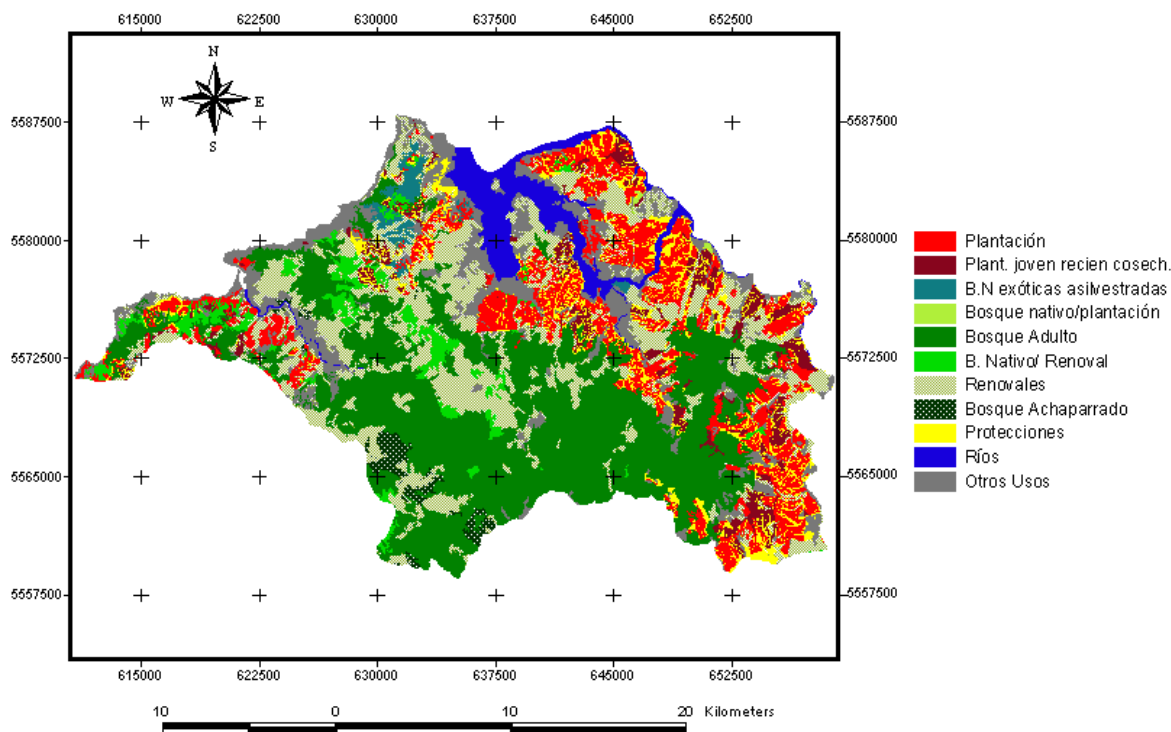 615000 622500 630000 637500 645000 652500
N
W E
S
5587500 5587500
5580000 5580000
5572500 5572500
5565000 5565000
5557500 5557500
615000 622500 630000 637500 645000 652500
10 0 10 20 Kilometers
Plantación
Plant. joven recien cosech.
B.N exóticas asilvestradas
Bosque nativo/plantación
Bosque Adulto
B. Nativo/ Renoval
Renovales
Bosque Achaparrado
Protecciones
Ríos
Otros Usos